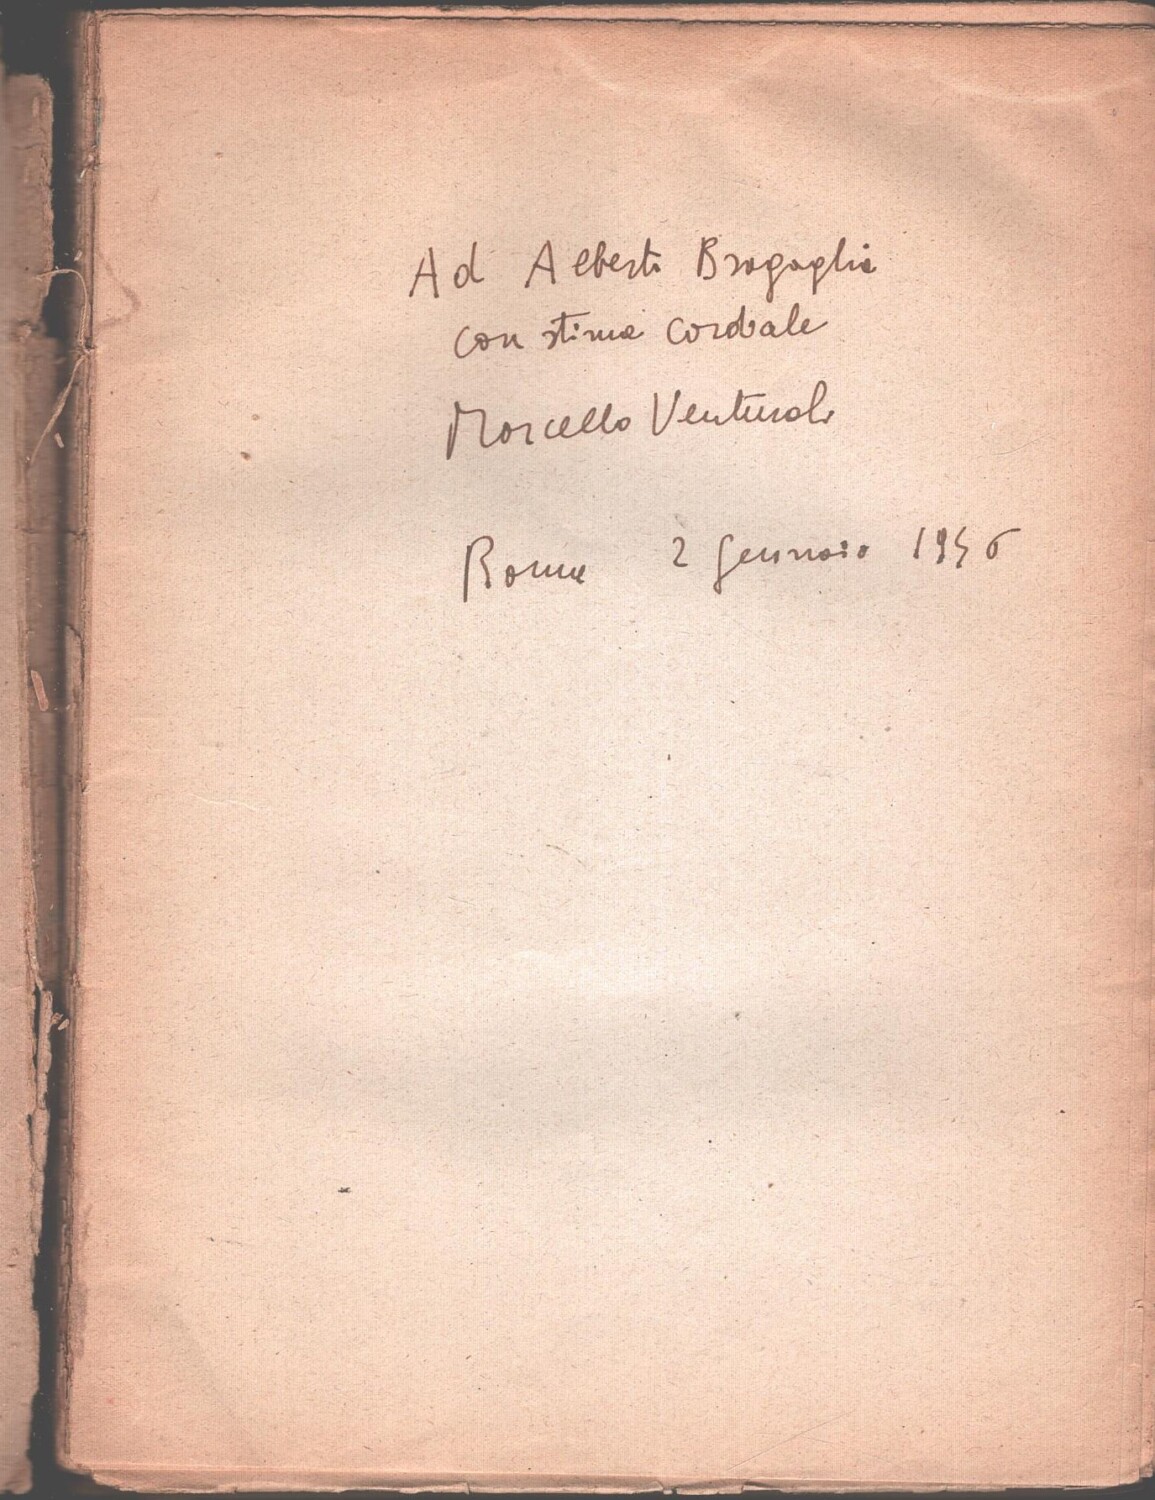 Ad Alberto Bragaglia
con stima cordiale
Marcello Venturoli
Roma 2 gennaio 1956